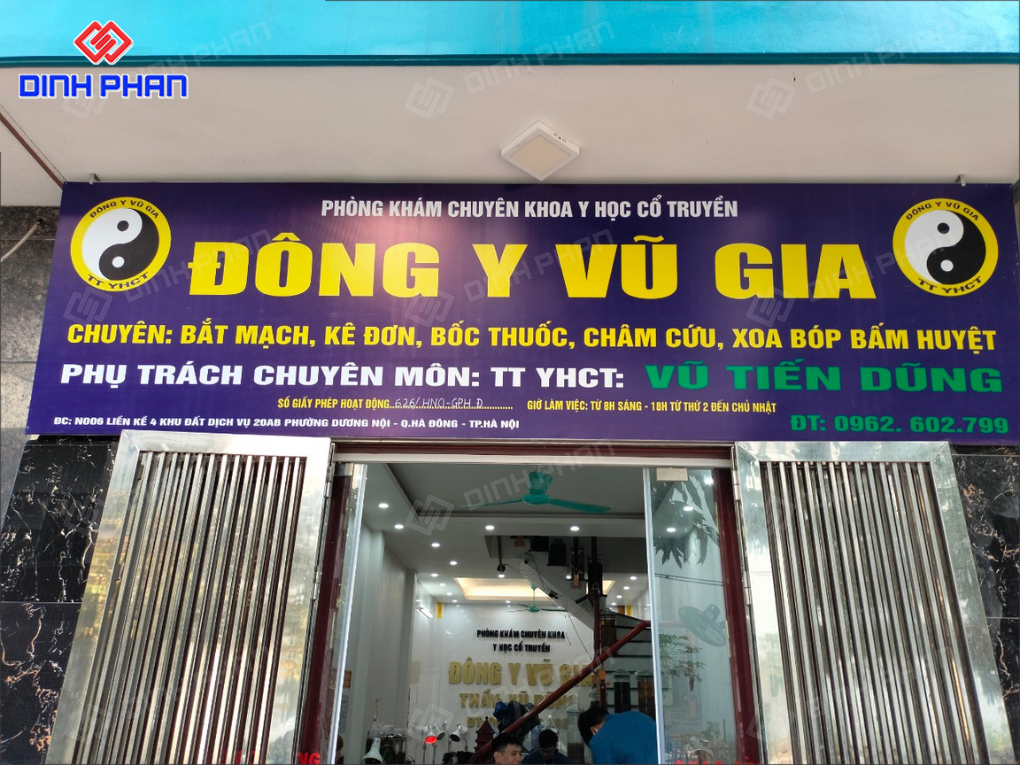 DINH PHAN
PHÒNG KHÁM CHUYÊN KHOA Y HỌC CỔ TRUYỀN
ĐÔNG Y VŨ GIA
TT YHCT
ĐÔNG Y VŨ GIA
ĐÔNG Y VŨ GIA
TT YHCT
CHUYÊN: BẮT MẠCH, KÊ ĐƠN, BỐC THUỐC, CHÂM CỨU, XOA BÓP BẤM HUYỆT
PHỤ TRÁCH CHUYÊN MÔN: TT YHCT: VŨ TIẾN DŨNG
SỐ GIẤY PHÉP HOẠT ĐỘNG 626/HNO-GPHĐ GIỜ LÀM VIỆC: TỪ 8H SÁNG - 18H TỪ THỨ 2 ĐẾN CHỦ NHẬT
ĐC: N006 LIỀN KỀ 4 KHU ĐẤT DỊCH VỤ 20AB PHƯỜNG DƯƠNG NỘI - Q.HÀ ĐÔNG - TP.HÀ NỘI ĐT: 0962. 602.799
PHÒNG KHÁM CHUYÊN KHOA
Y HỌC CỔ TRUYỀN
ĐÔNG Y VŨ GIA